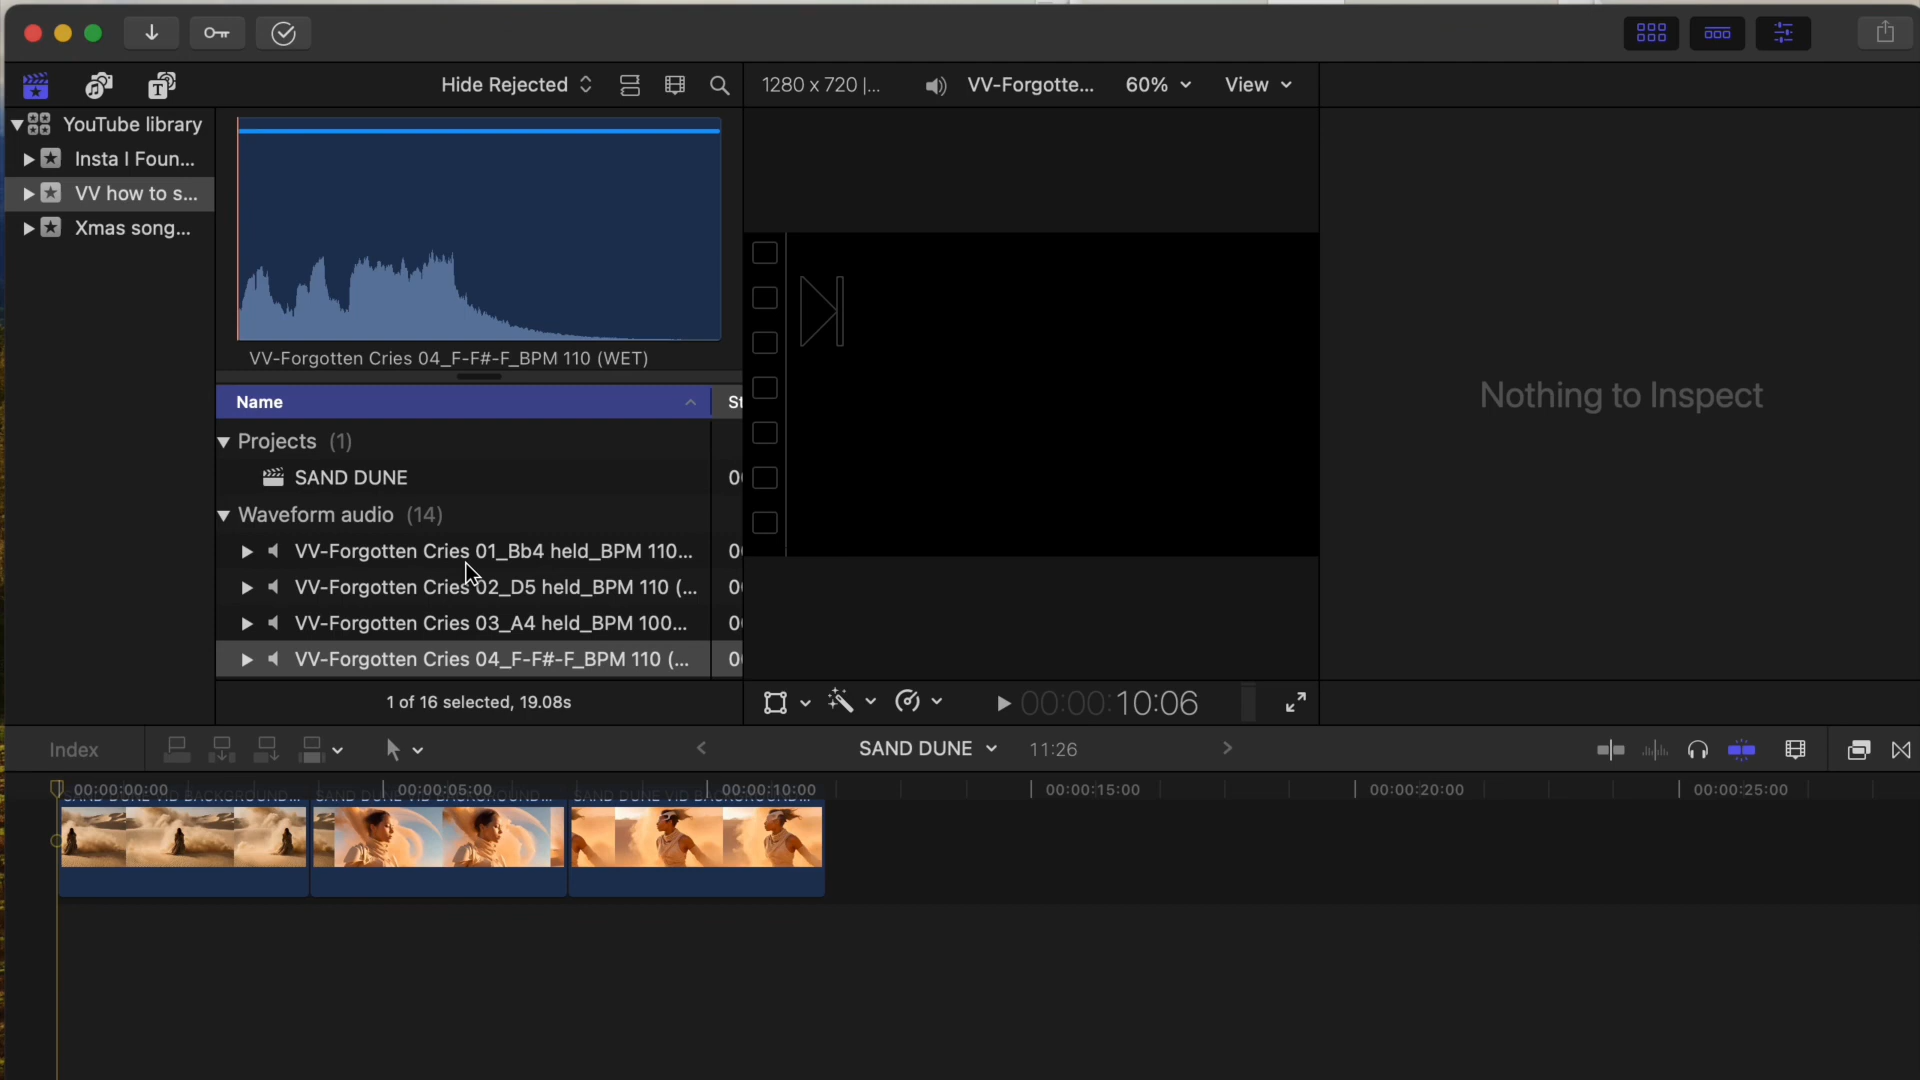 Hide Rejected
1280 x 720 |...
VV-Forgotte...
60%
View
YouTube library
Insta I Foun...
VV how to s...
Xmas song...
VV-Forgotten Cries 04_F-F#-F_BPM 110 (WET)
Name
St
Projects (1)
SAND DUNE
00
Waveform audio (14)
VV-Forgotten Cries 01_Bb4 held_BPM 110...
VV-Forgotten Cries 02_D5 held_BPM 110 (...
VV-Forgotten Cries 03_A4 held_BPM 100...
VV-Forgotten Cries 04_F-F#-F_BPM 110 (...
1 of 16 selected, 19.08s
Nothing to Inspect
00:00:10:06
Index
SAND DUNE
11:26
00:00:00:00
00:00:05:00
00:00:10:00
00:00:15:00
00:00:20:00
00:00:25:00
SAND DUNE VID BACKGROUND...
SAND DUNE VID BACKGROUND...
SAND DUNE VID BACKGROUND...